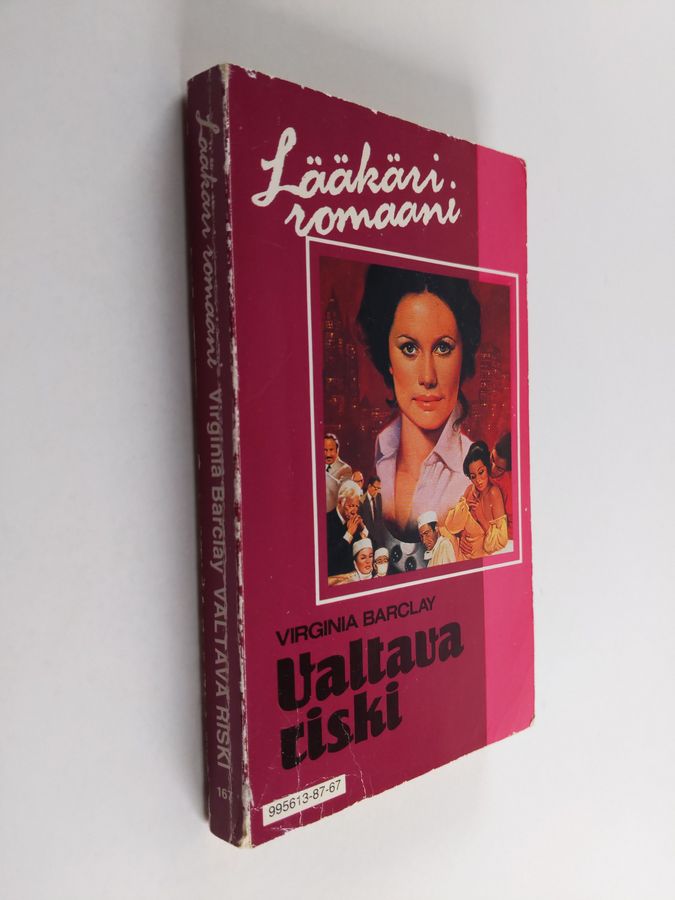 Lääkäri
romaani
VIRGINIA BARCLAY
Valtava
riski
995613-87-67
Lääkäri romaani Virginia Barclay VALTAVA RISKI
167